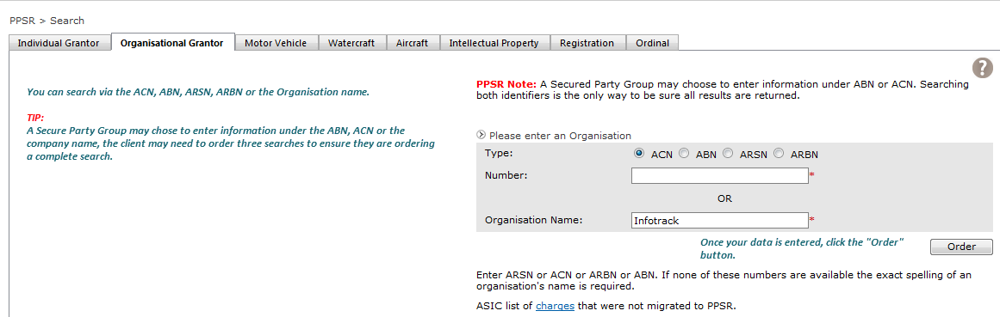 PPSR > Search
Individual Grantor Organisational Grantor Motor Vehicle Watercraft Aircraft Intellectual Property Registration Ordinal
?
You can search via the ACN, ABN, ARSN, ARBN or the Organisation name.
TIP:
A Secure Party Group may chose to enter information under the ABN, ACN or the
company name, the client may need to order three searches to ensure they are ordering
a complete search.
PPSR Note: A Secured Party Group may choose to enter information under ABN or ACN. Searching
both identifiers is the only way to be sure all results are returned.
Please enter an Organisation
Type: ACN ABN ARSN ARBN
Number: *
OR
Organisation Name: Infotrack *
Once your data is entered, click the "Order"
button.
Order
Enter ARSN or ACN or ARBN or ABN. If none of these numbers are available the exact spelling of an
organisation's name is required.
ASIC list of charges that were not migrated to PPSR.